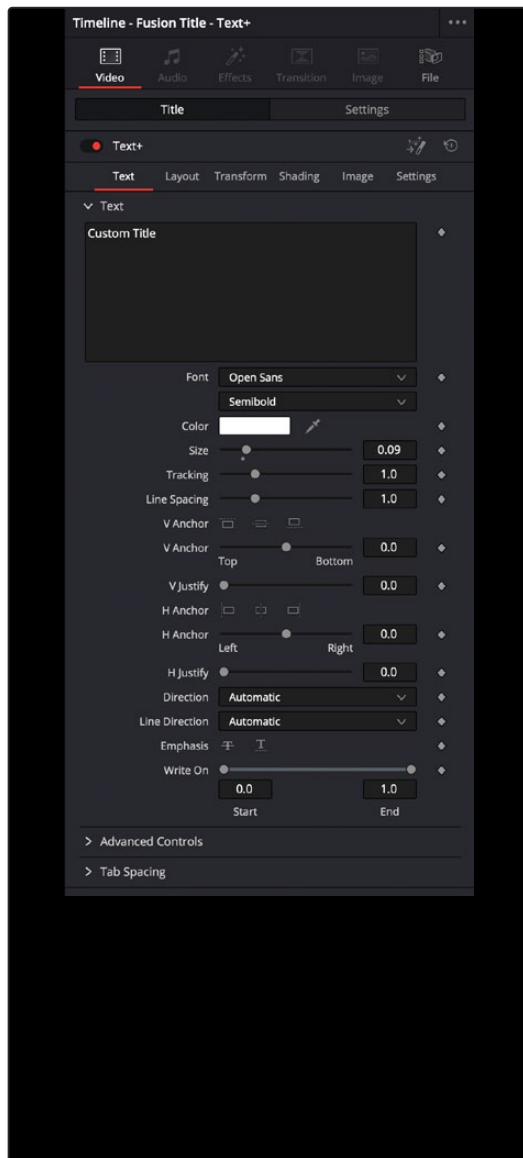 Timeline - Fusion Title - Text+
Video Audio Effects Transition Image File
Title Settings
Text+
Text Layout Transform Shading Image Settings
Text
Custom Title
Font Open Sans
Semibold
Color
Size 0.09
Tracking 1.0
Line Spacing 1.0
V Anchor
V Anchor 0.0
Top Bottom
V Justify 0.0
H Anchor
H Anchor 0.0
Left Right
H Justify 0.0
Direction Automatic
Line Direction Automatic
Emphasis T T
Write On
0.0 1.0
Start End
Advanced Controls
Tab Spacing